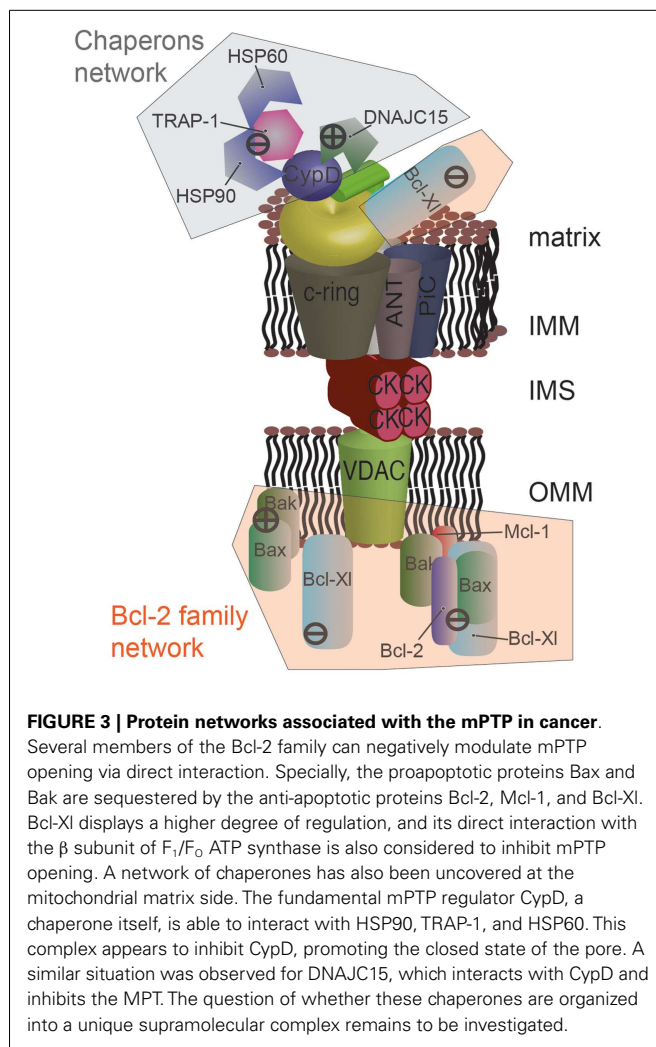 Chaperons
network
HSP60
TRAP-1
DNAJC15
⊖
⊕
HSP90
CypD
Bcl-Xl
⊖
matrix
c-ring
ANT
PiC
IMM
CKCK
IMS
CKCK
VDAC
OMM
Bak
⊕
Mcl-1
Bax
Bak
Bcl-Xl
Bax
Bcl-2 family
⊖
⊖
Bcl-Xl
network
Bcl-2
FIGURE 3 | Protein networks associated with the mPTP in cancer.
Several members of the Bcl-2 family can negatively modulate mPTP
opening via direct interaction. Specially, the proapoptotic proteins Bax and
Bak are sequestered by the anti-apoptotic proteins Bcl-2, Mcl-1, and Bcl-Xl.
Bcl-Xl displays a higher degree of regulation, and its direct interaction with
the β subunit of F₁/F₀ ATP synthase is also considered to inhibit mPTP
opening. A network of chaperones has also been uncovered at the
mitochondrial matrix side. The fundamental mPTP regulator CypD, a
chaperone itself, is able to interact with HSP90, TRAP-1, and HSP60. This
complex appears to inhibit CypD, promoting the closed state of the pore. A
similar situation was observed for DNAJC15, which interacts with CypD and
inhibits the MPT. The question of whether these chaperones are organized
into a unique supramolecular complex remains to be investigated.